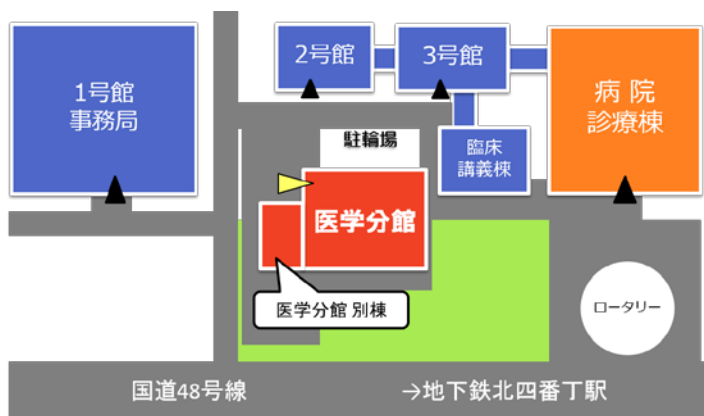 2号館
3号館
1号館
事務局
病 院
診療棟
駐輪場
臨床
講義棟
医学分館
医学分館 別棟
ロータリー
国道48号線
→地下鉄北四番丁駅